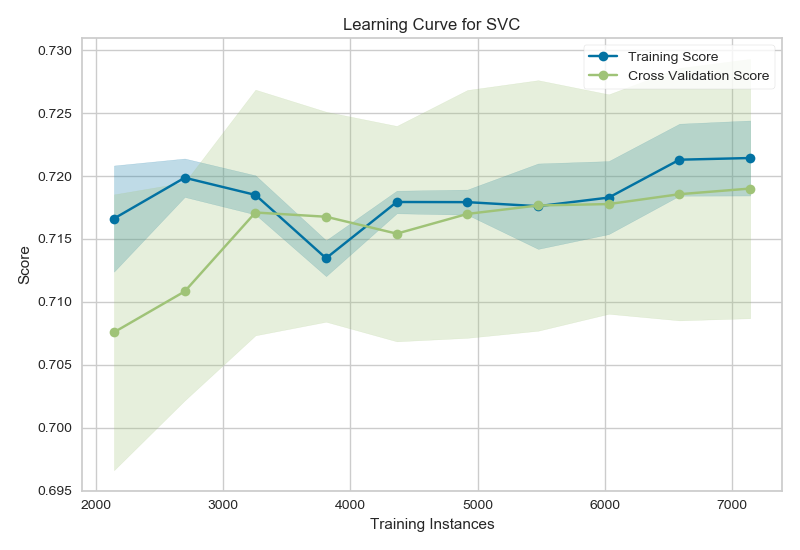 Learning Curve for SVC
Training Score
Cross Validation Score
0.730
0.725
0.720
0.715
0.710
0.705
0.700
0.695
Score
2000 3000 4000 5000 6000 7000
Training Instances